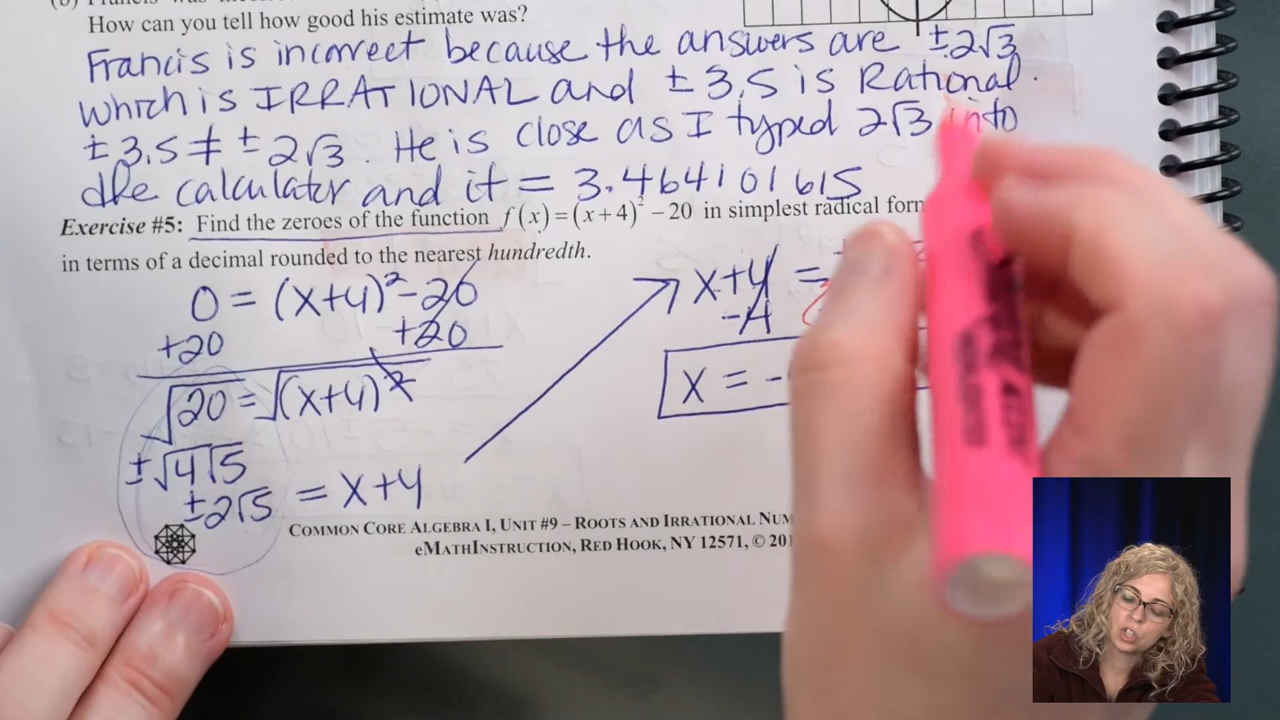 How can you tell how good his estimate was?
Francis is incorrect because the answers are ±2√3
which is IRRATIONAL and ± 3.5 is Rational.
± 3.5 ≠ ± 2√3. He is close as I typed 2√3 into
the calculater and it = 3.464101615
Exercise #5: Find the zeroes of the function f(x)=(x+4)² – 20 in simplest radical form
in terms of a decimal rounded to the nearest hundredth.
0 = (x+4)² - 20
+20 +20
√20 = √(x+4)²
±√4√5
±2√5 = x+4
x+4 =
-4
x = -
COMMON CORE ALGEBRA I, UNIT #9 – ROOTS AND IRRATIONAL
eMATHINSTRUCTION, RED HOOK, NY 12571, © 20